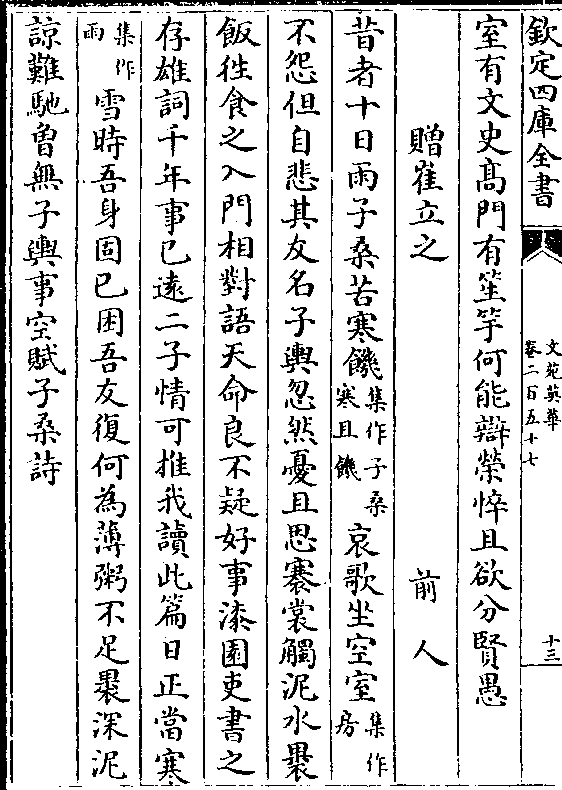 欽定四庫全書
文苑英華
卷二百五十七
十三
室有文史髙門有笙竽何能辯榮悴且欲分賢愚
贈崔立之
前人
昔者十日雨子桑苦寒饑集作子桑寒且饑哀歌坐空室集作房
不怨但自悲其友名子輿忽然憂且思褰裳觸泥水褁
飯徃食之入門相對語天命良不疑好事漆園吏書之
存雄詞千年事已遠二子情可推我讀此篇日正當寒
集作雨雪時吾身固已困吾友復何為薄粥不足褁深泥
諒難馳曾無子輿事空賦子桑詩